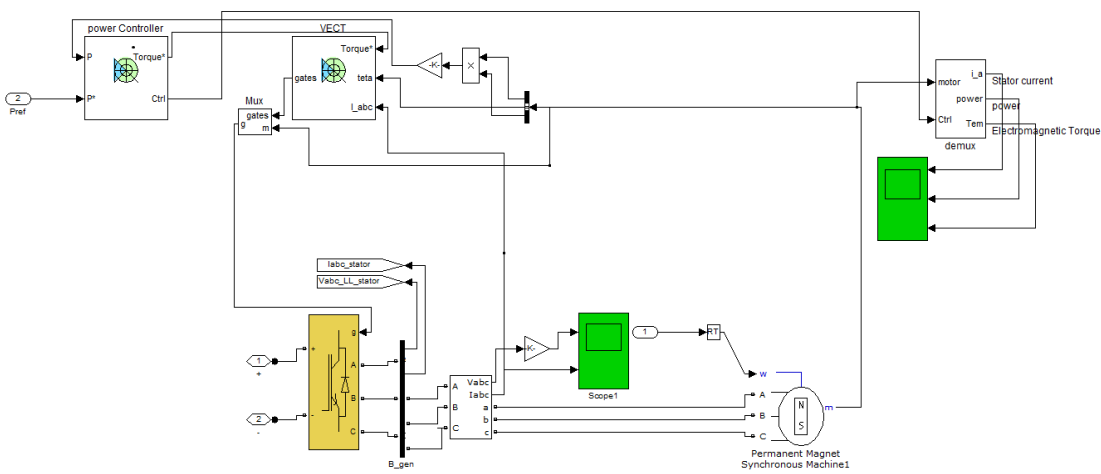 power Controller
P
Torque*
P*
Ctrl
2
Pref
VECT
Torque*
gates
teta
I_abc
-K-
X
Mux
gates
g
m
motor
i_a
power
Ctrl
Tem
demux
Stator current
power
Electromagnetic Torque
Iabc_stator
Vabc_LL_stator
g
+
A
B
-
C
1
+
2
-
B_gen
A
B
C
Vabc
Iabc
a
b
c
-K-
Scope1
1
RT
w
A
B
C
N
S
m
Permanent Magnet
Synchronous Machine1